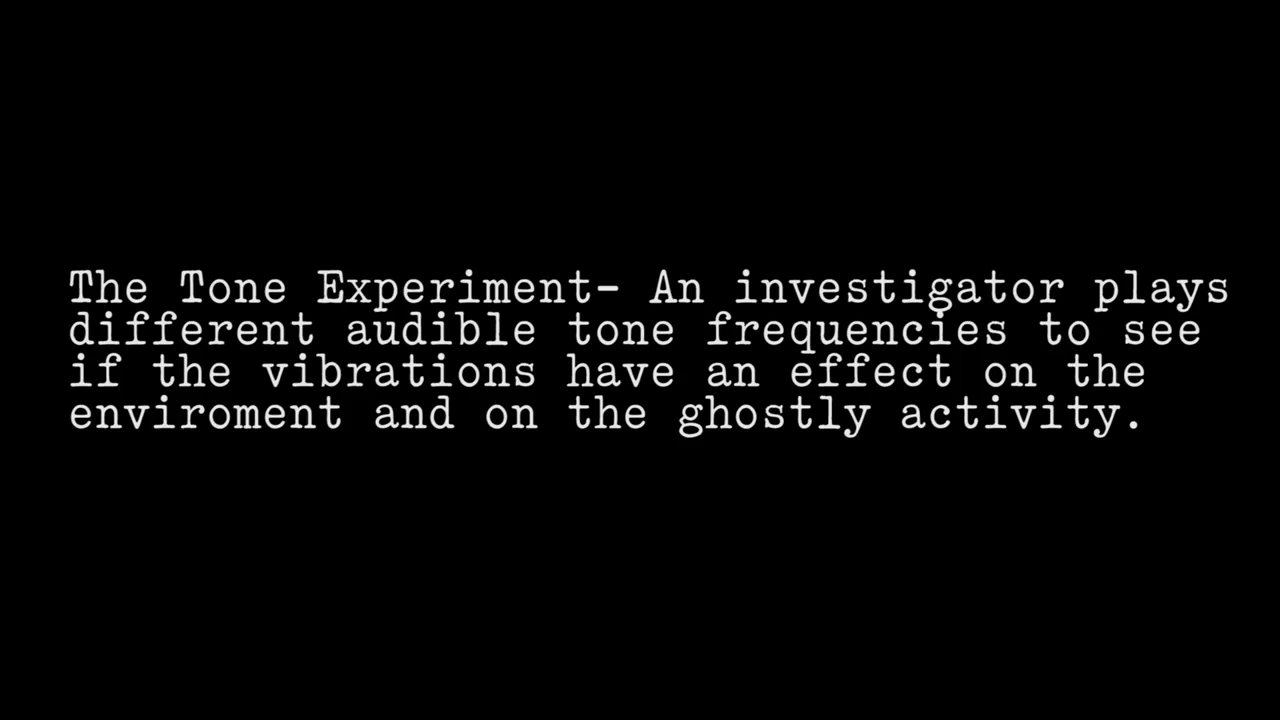 The Tone Experiment- An investigator plays
different audible tone frequencies to see
if the vibrations have an effect on the
enviroment and on the ghostly activity.